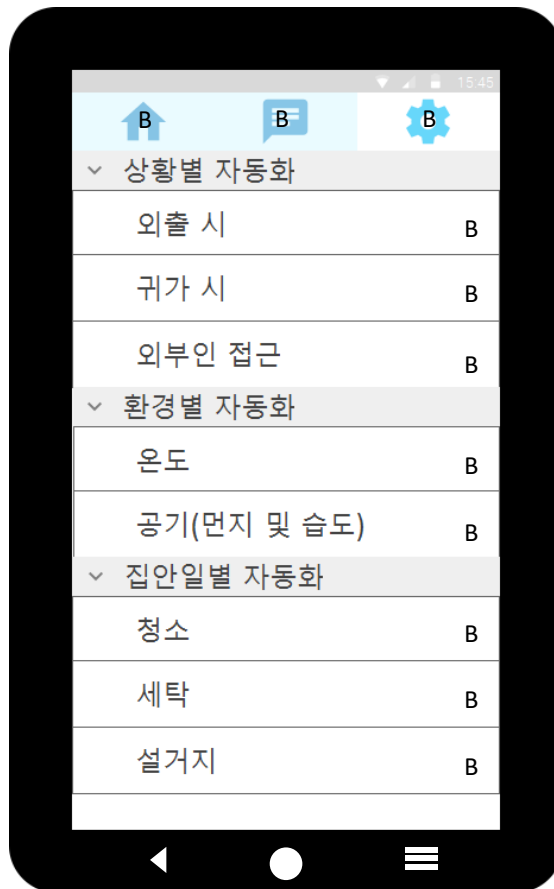 15:45
B B B
상황별 자동화
외출 시 B
귀가 시 B
외부인 접근 B
환경별 자동화
온도 B
공기(먼지 및 습도) B
집안일별 자동화
청소 B
세탁 B
설거지 B